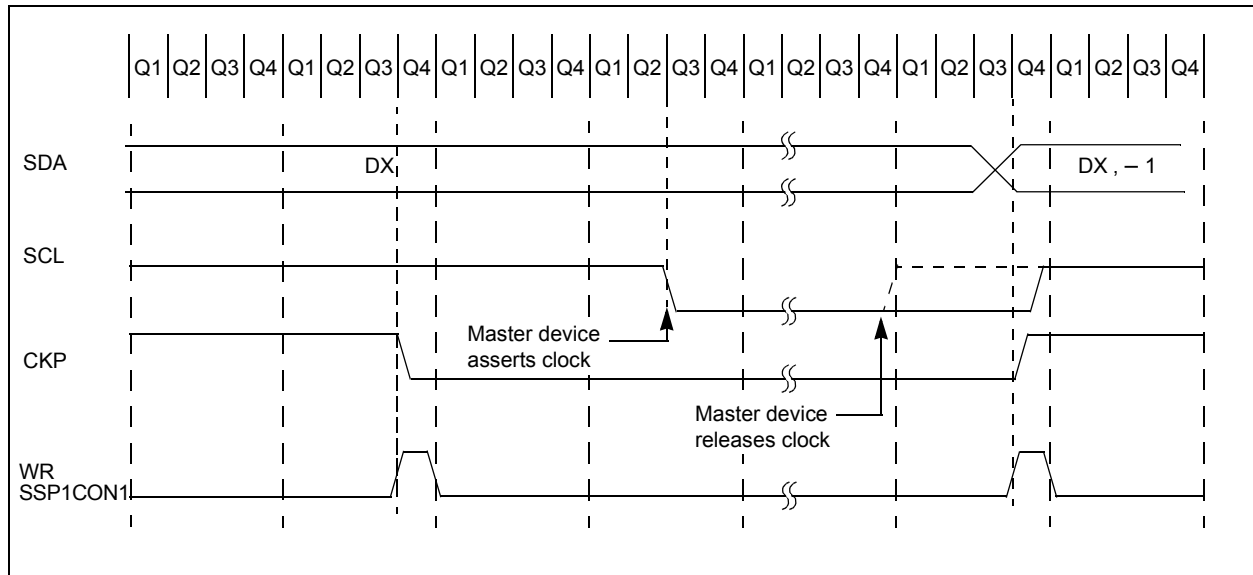 Q1 Q2 Q3 Q4 Q1 Q2 Q3 Q4 Q1 Q2 Q3 Q4 Q1 Q2 Q3 Q4 Q1 Q2 Q3 Q4 Q1 Q2 Q3 Q4 Q1 Q2 Q3 Q4
SDA
DX
DX , – 1
SCL
Master device
asserts clock
CKP
Master device
releases clock
WR
SSP1CON1